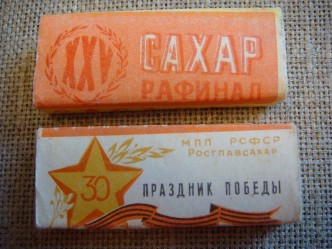 XXV
САХАР
РАФИНАД
МПП РСФСР
Росглавсахар
30
ПРАЗДНИК ПОБЕДЫ